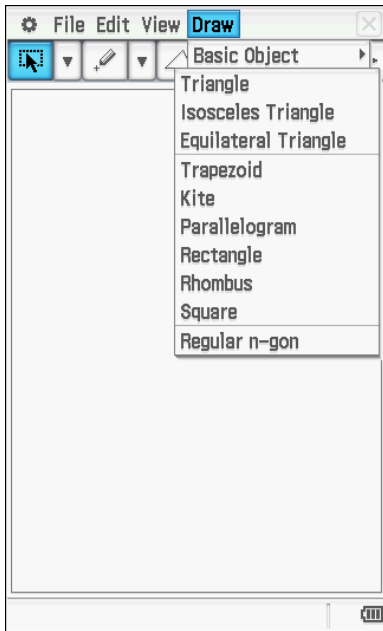 File Edit View Draw
Basic Object
Triangle
Isosceles Triangle
Equilateral Triangle
Trapezoid
Kite
Parallelogram
Rectangle
Rhombus
Square
Regular n-gon